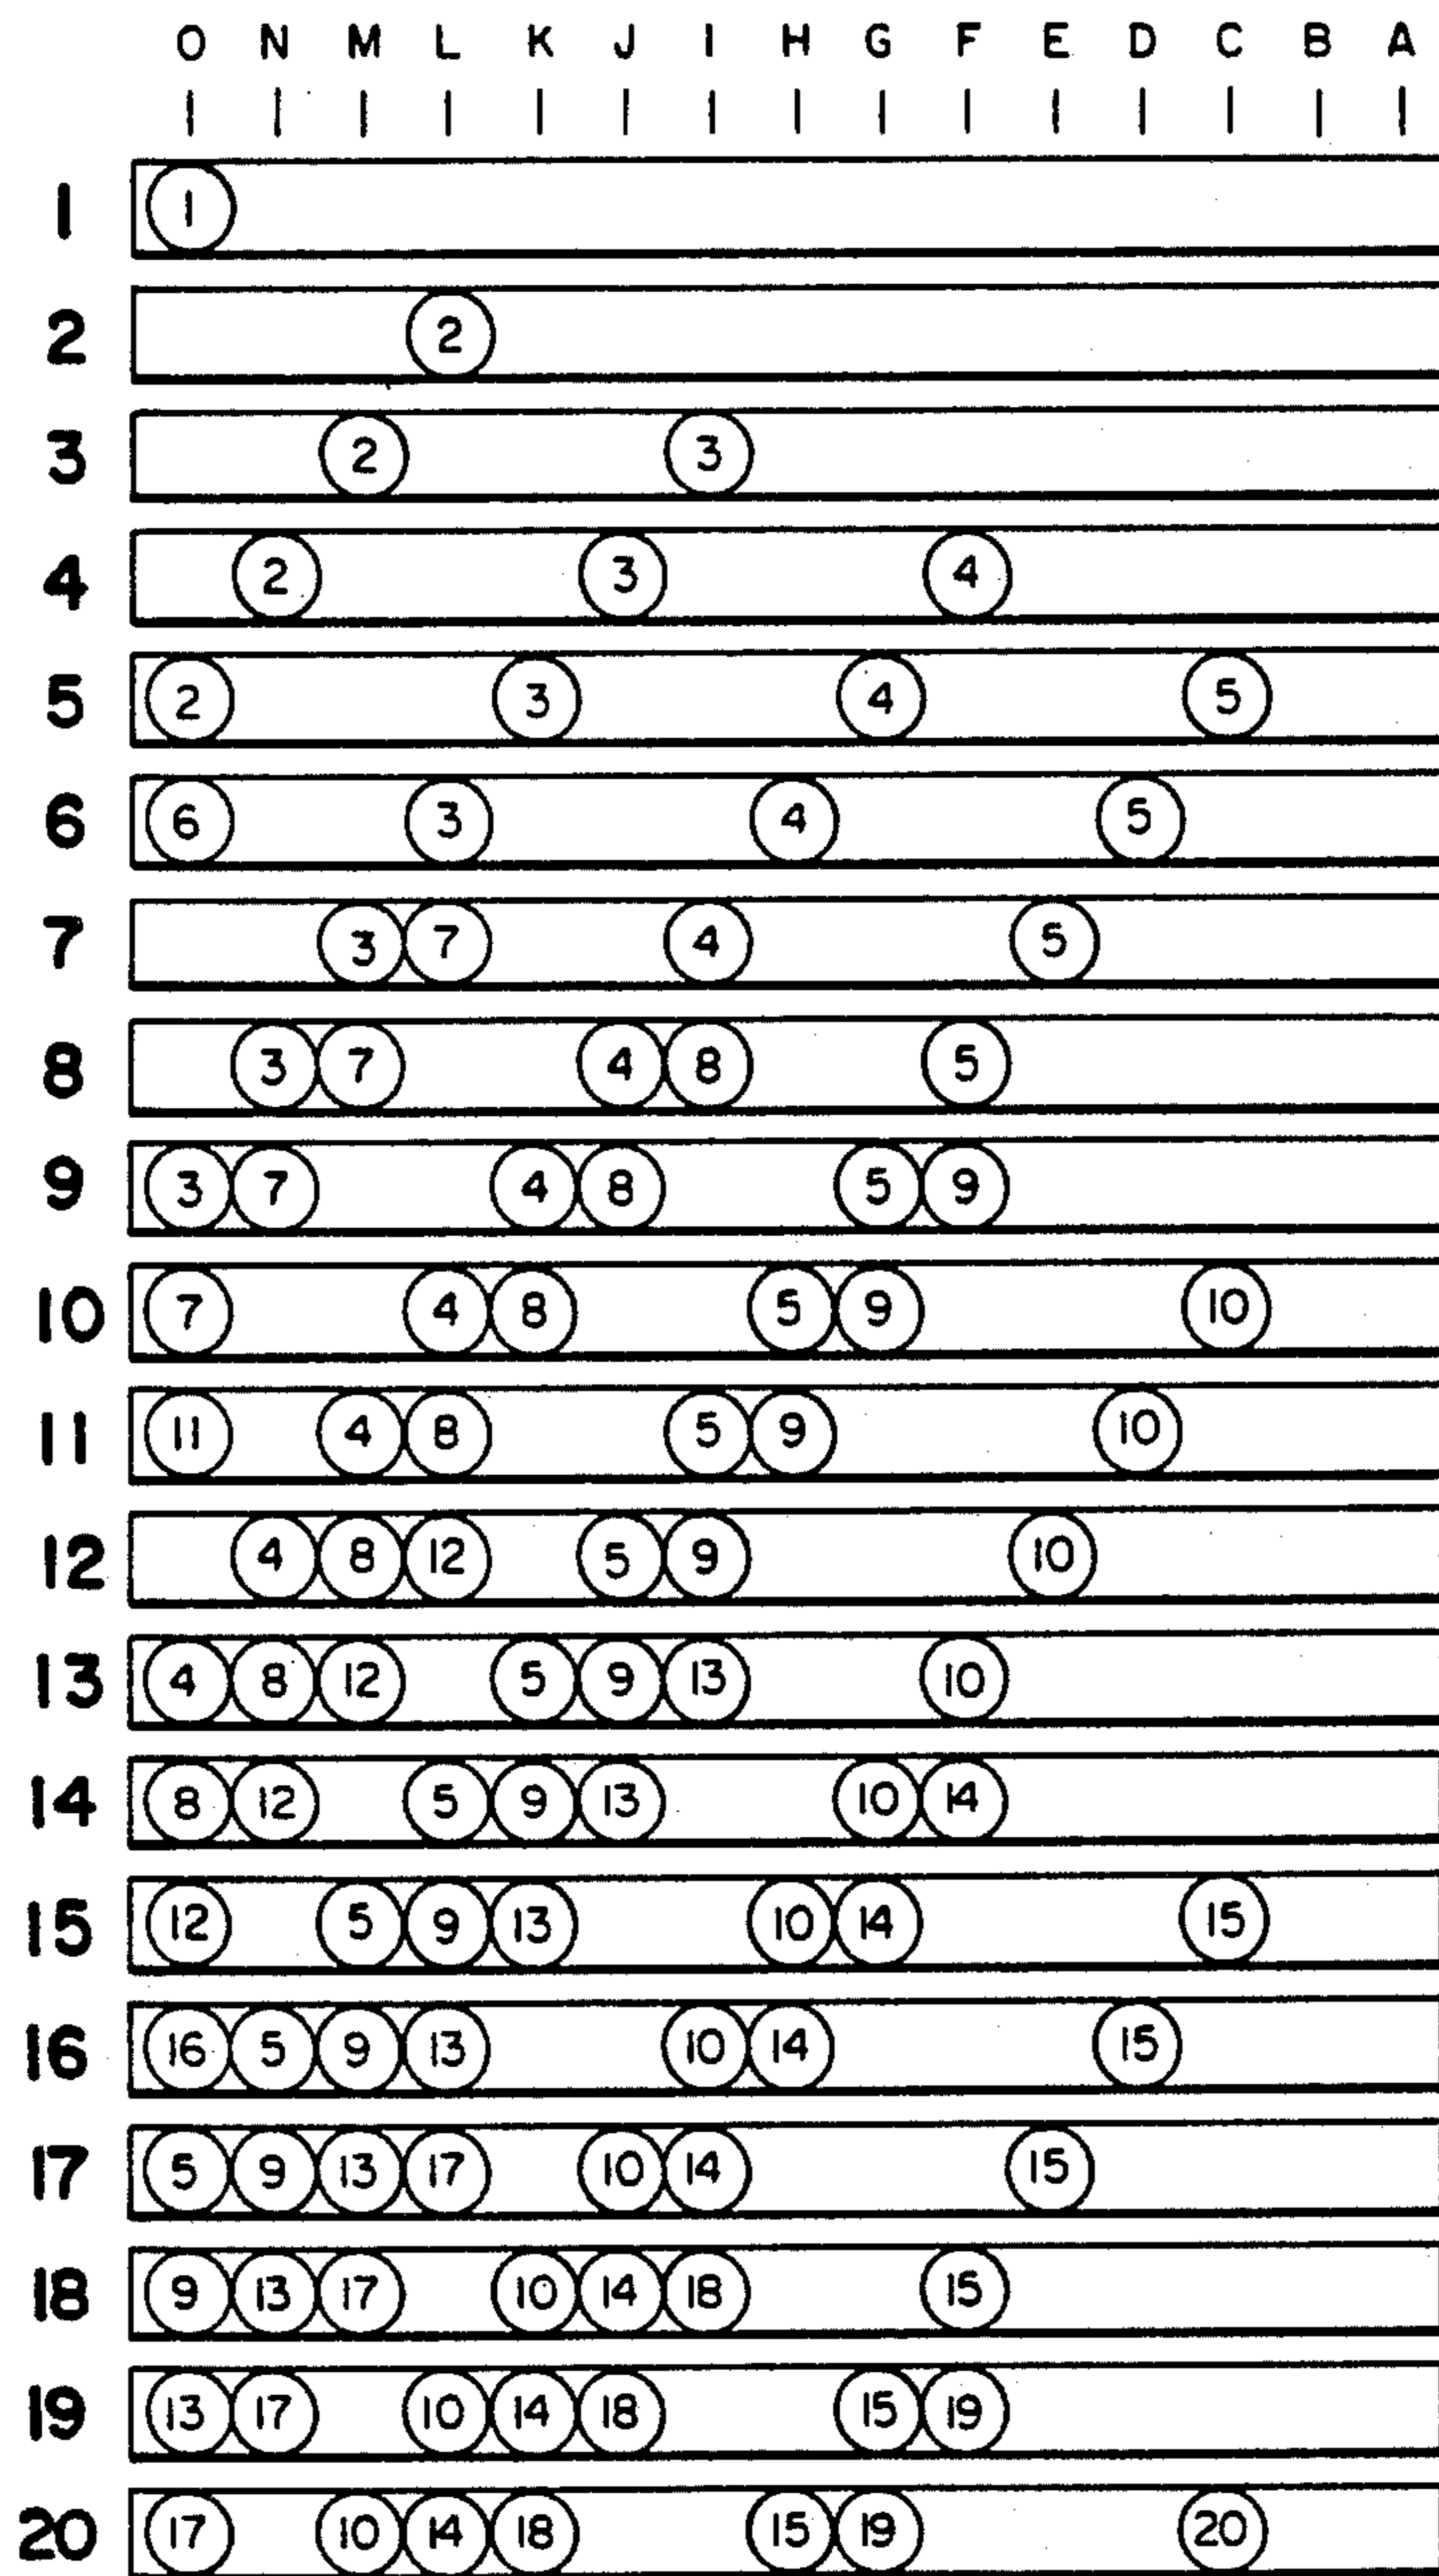 O N M L K J I H G F E D C B A
1 1
2 2
3 2 3
4 2 3 4
5 2 3 4 5
6 6 3 4 5
7 3 7 4 5
8 3 7 4 8 5
9 3 7 4 8 5 9
10 7 4 8 5 9 10
11 11 4 8 5 9 10
12 4 8 12 5 9 10
13 4 8 12 5 9 13 10
14 8 12 5 9 13 10 14
15 12 5 9 13 10 14 15
16 16 5 9 13 10 14 15
17 5 9 13 17 10 14 15
18 9 13 17 10 14 18 15
19 13 17 10 14 18 15 19
20 17 10 14 18 15 19 20